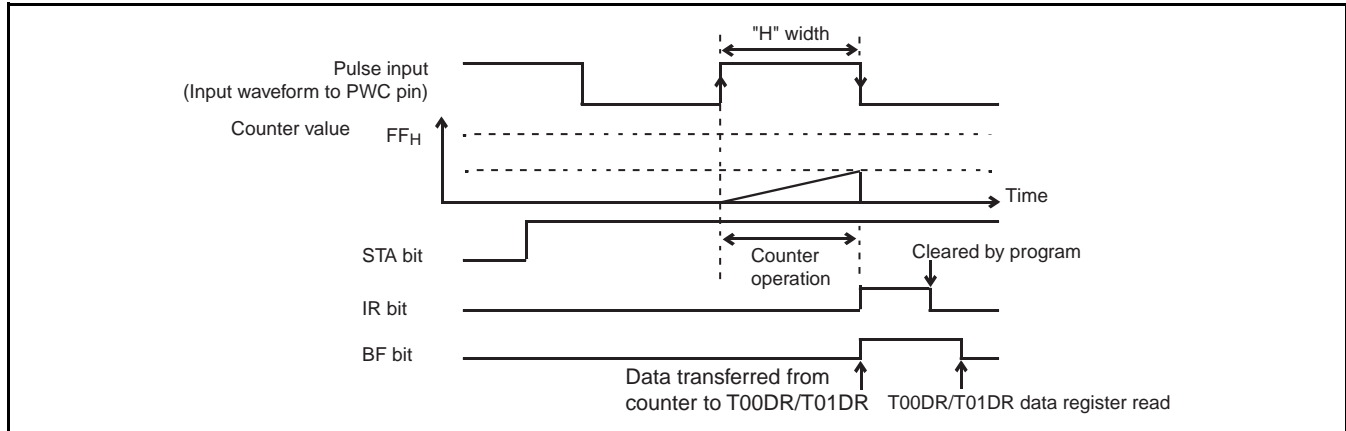 "H" width
Pulse input
(Input waveform to PWC pin)
Counter value
FFH
Time
STA bit
Counter
operation
Cleared by program
IR bit
BF bit
Data transferred from
counter to T00DR/T01DR
T00DR/T01DR data register read